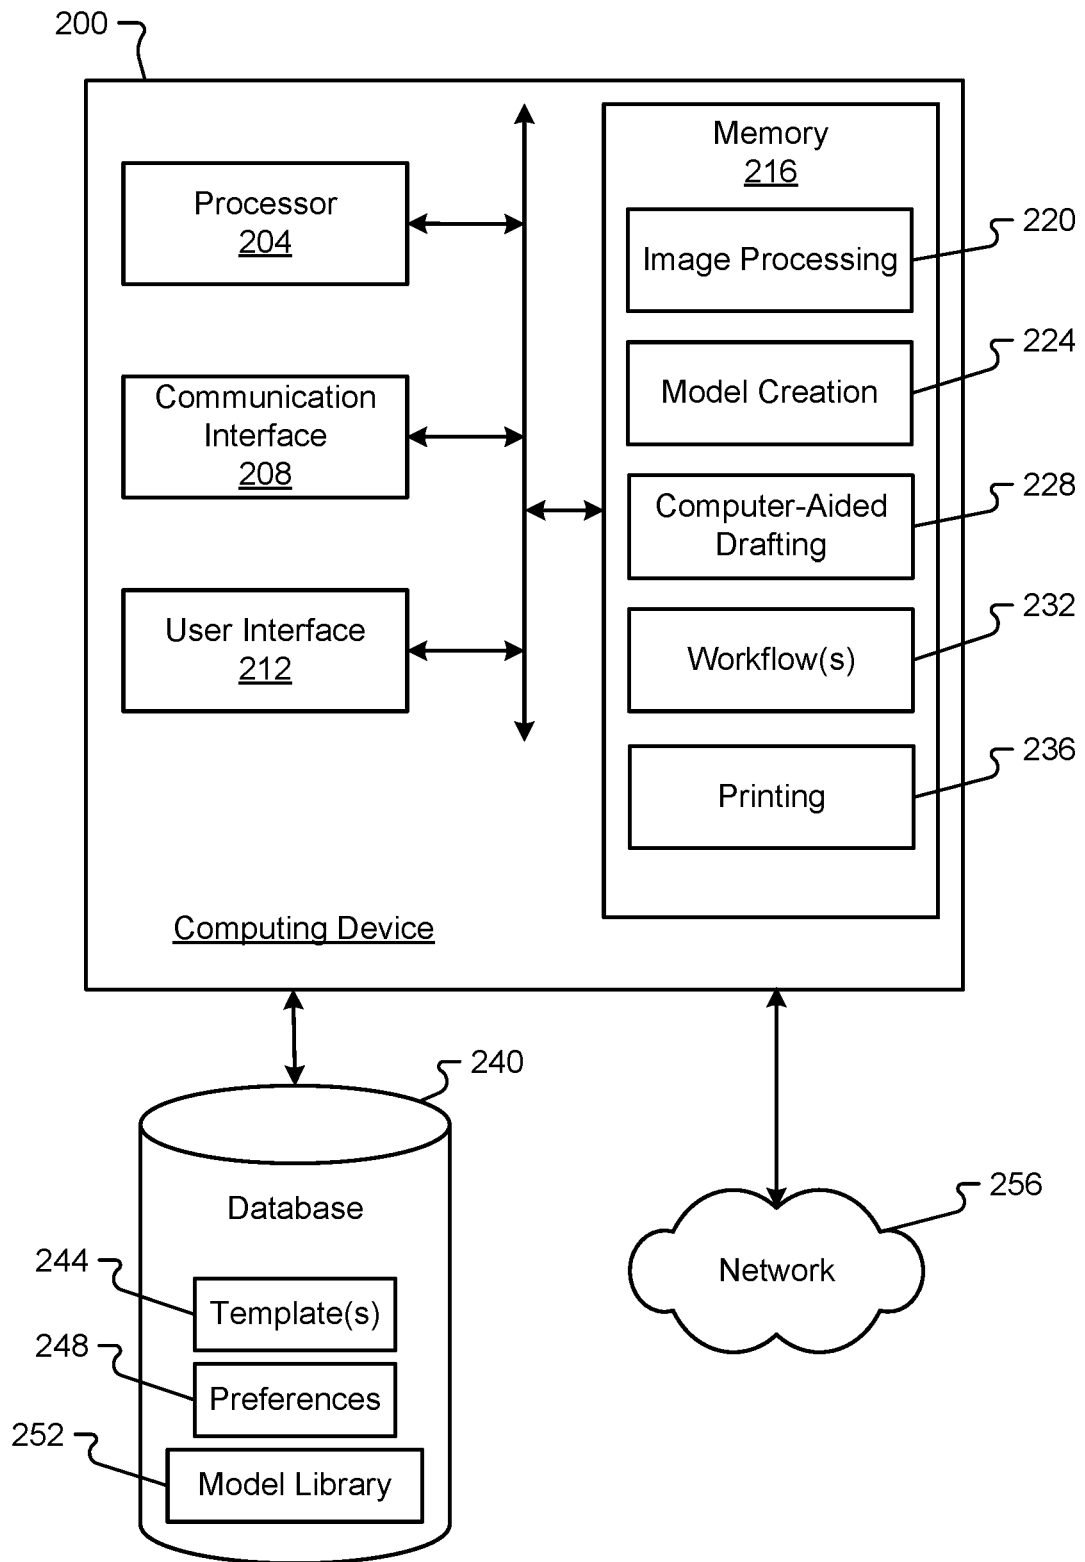 200
Processor
204
Communication
Interface
208
User Interface
212
Memory
216
Image Processing
220
Model Creation
224
Computer-Aided
Drafting
228
Workflow(s)
232
Printing
236
Computing Device
240
Database
244
Template(s)
248
Preferences
252
Model Library
256
Network